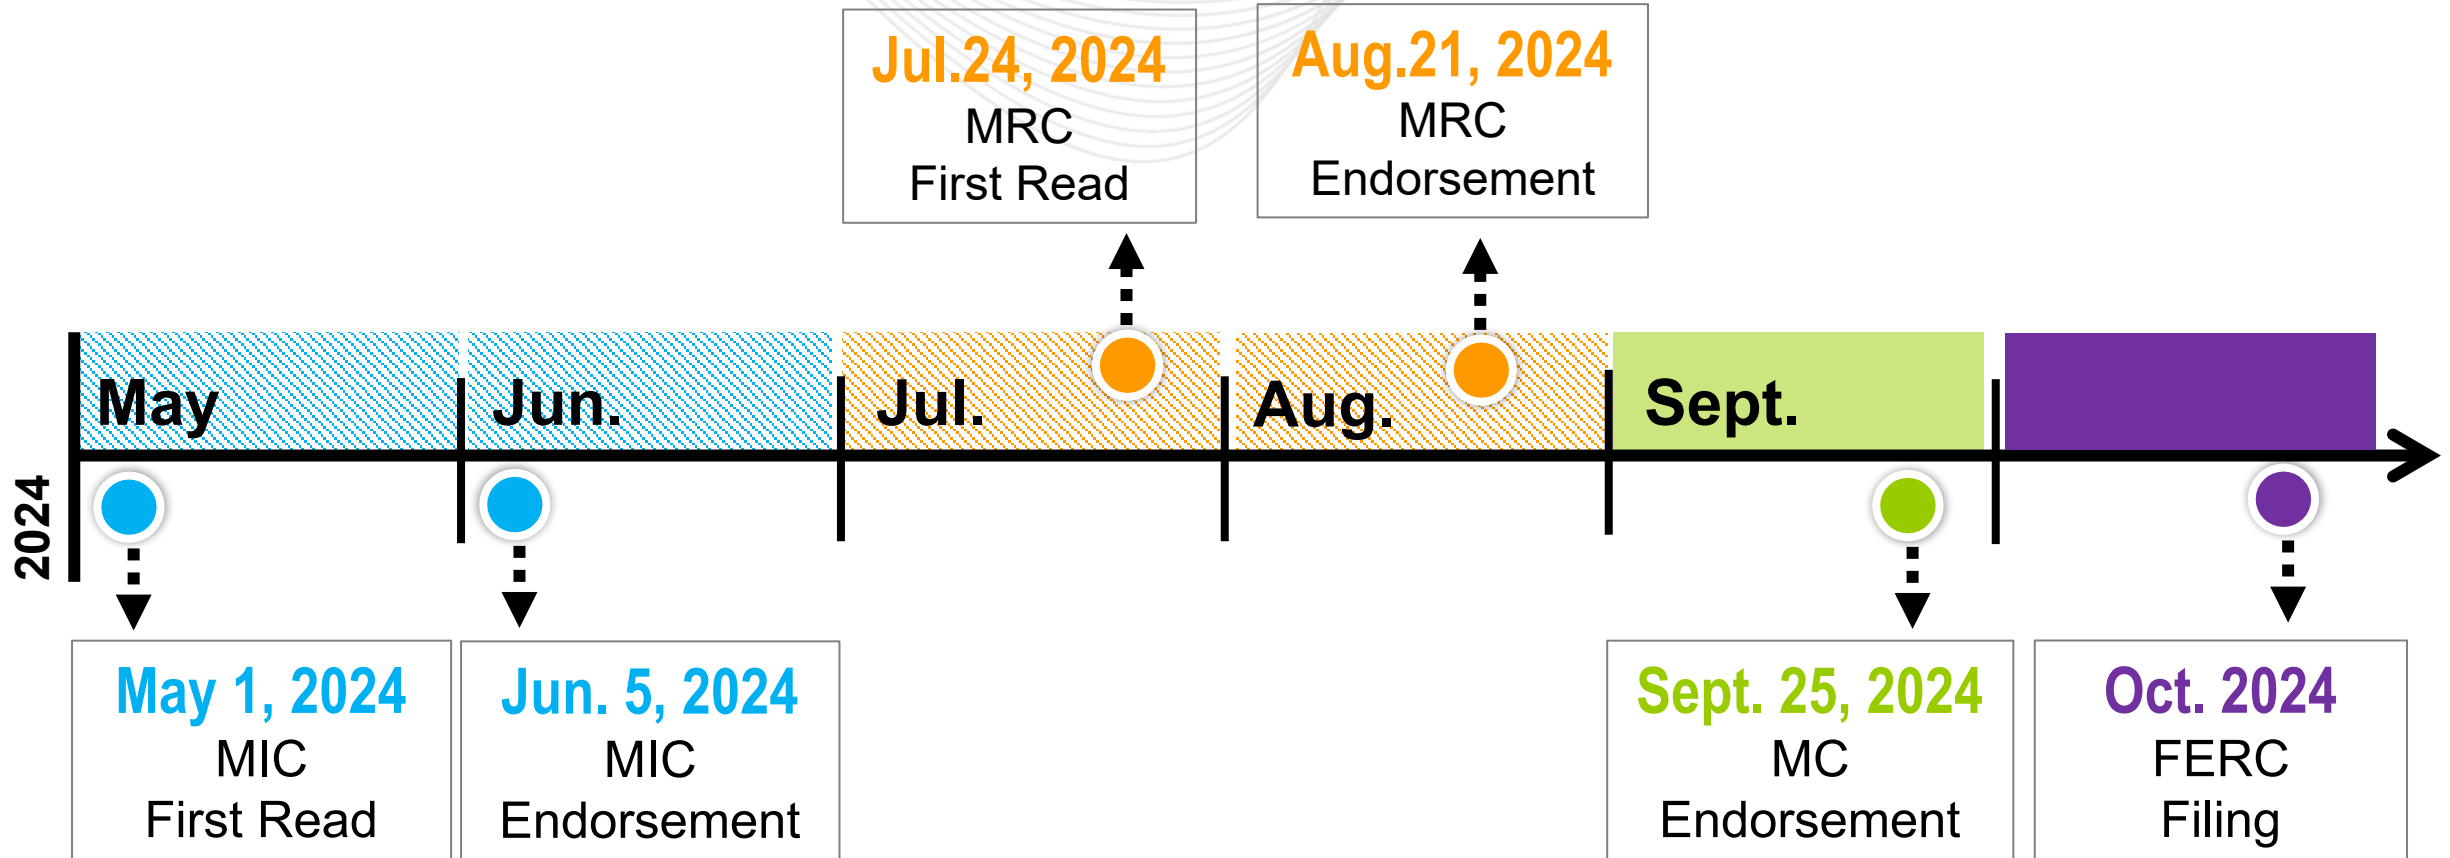 Jul.24, 2024
MRC
First Read
Aug.21, 2024
MRC
Endorsement
May
Jun.
Jul.
Aug.
Sept.
2024
May 1, 2024
MIC
First Read
Jun. 5, 2024
MIC
Endorsement
Sept. 25, 2024
MC
Endorsement
Oct. 2024
FERC
Filing